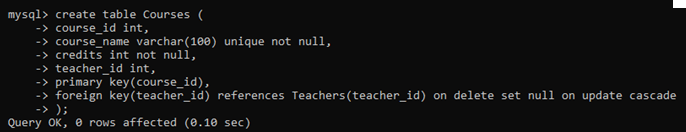 mysql> create table Courses (
    -> course_id int,
    -> course_name varchar(100) unique not null,
    -> credits int not null,
    -> teacher_id int,
    -> primary key(course_id),
    -> foreign key(teacher_id) references Teachers(teacher_id) on delete set null on update cascade
    -> );
Query OK, 0 rows affected (0.10 sec)